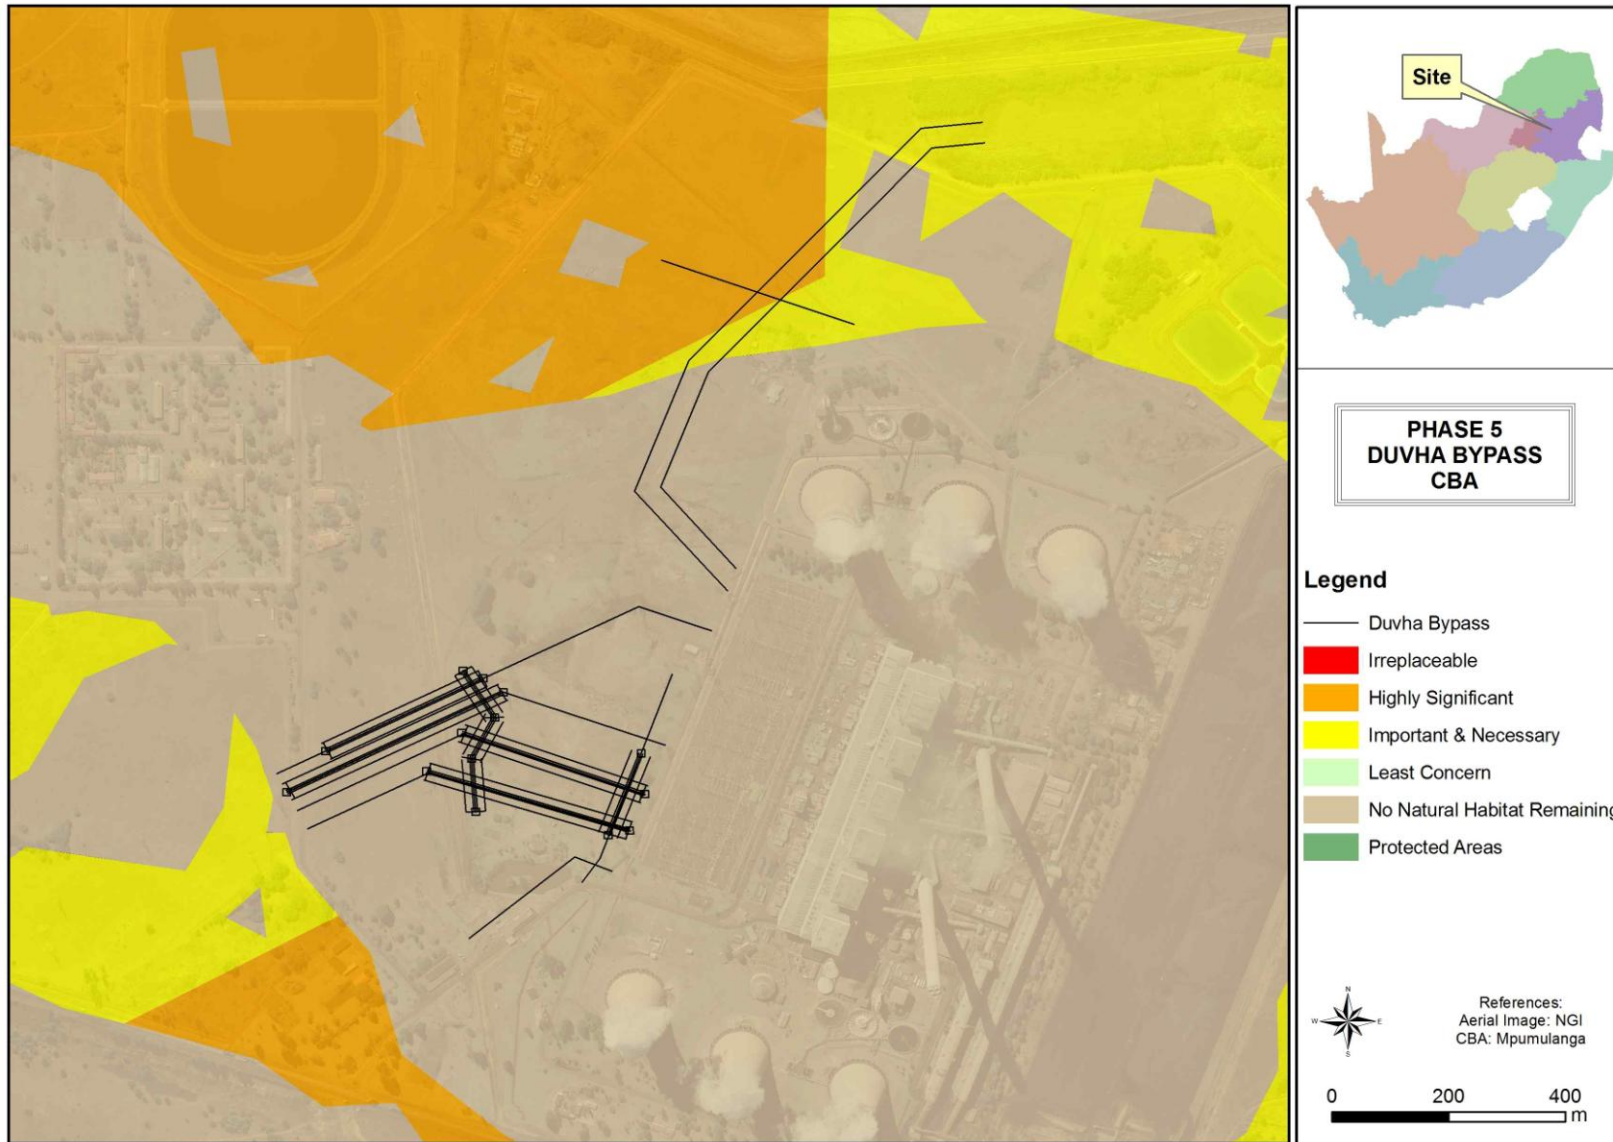 Site
PHASE 5
DUVHA BYPASS
CBA
Legend
Duvha Bypass
Irreplaceable
Highly Significant
Important & Necessary
Least Concern
No Natural Habitat Remaining
Protected Areas
N
W E
S
References:
Aerial Image: NGI
CBA: Mpumulanga
0 200 400
m